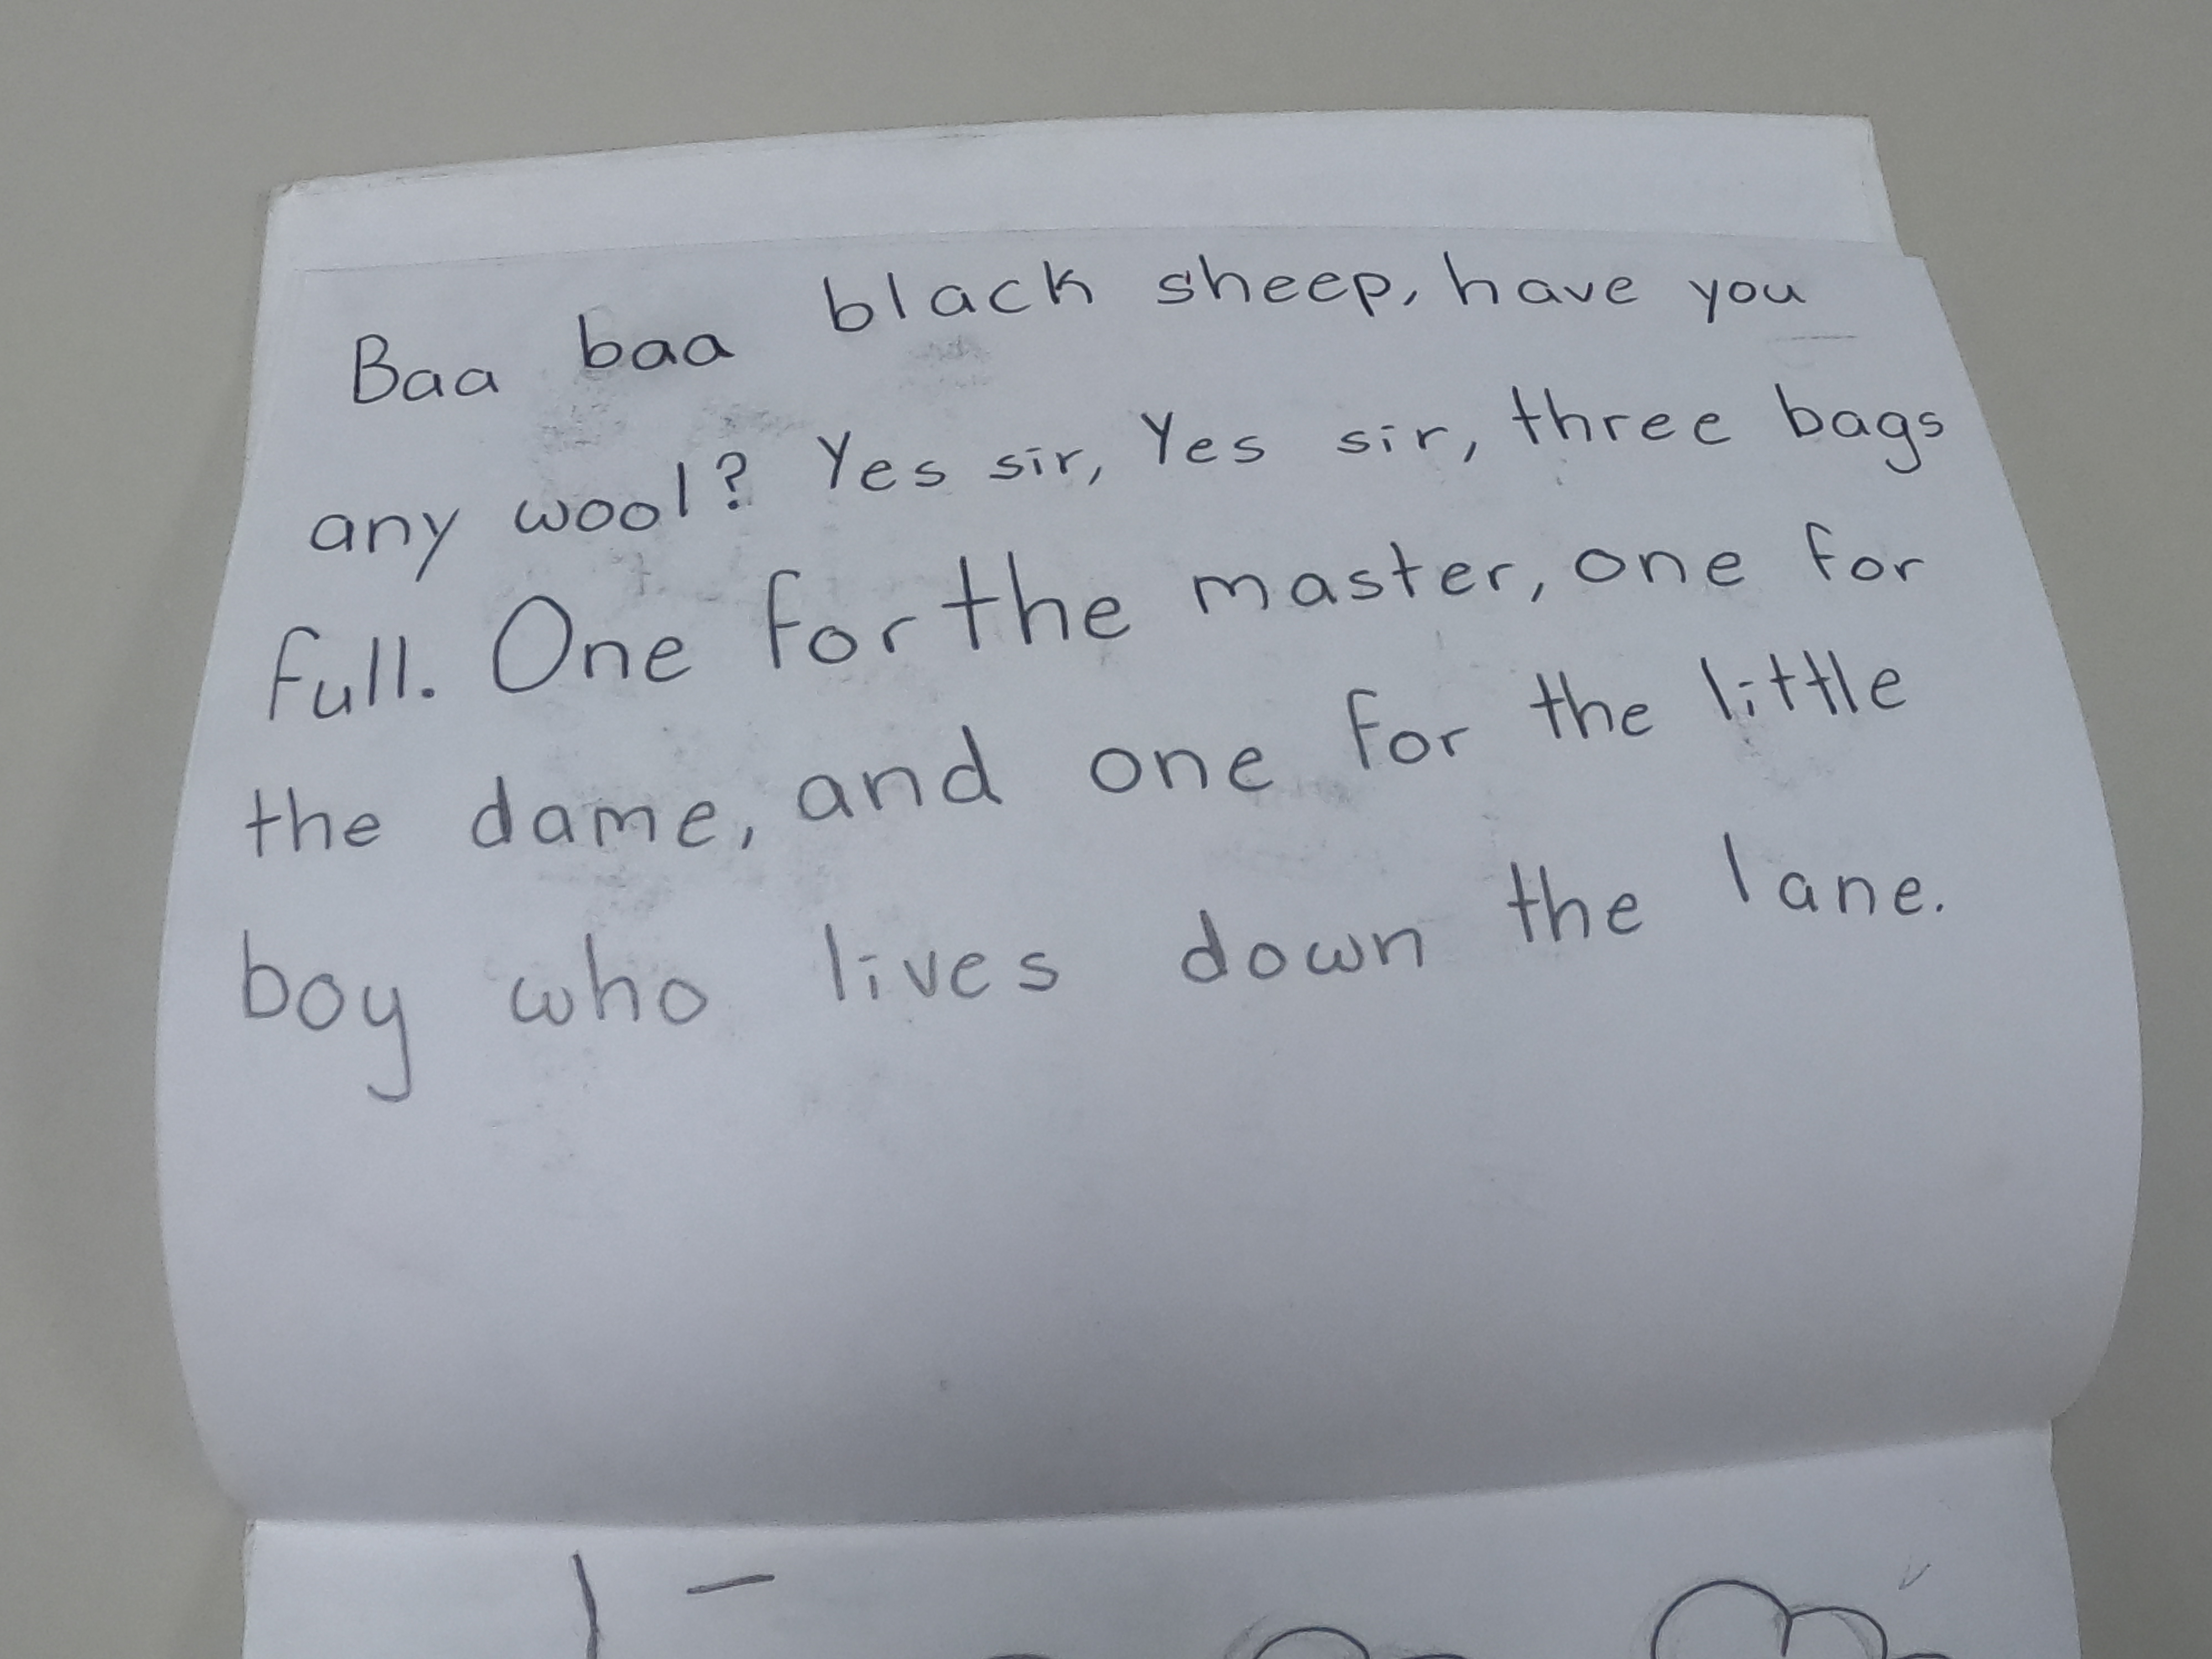 Baa baa black sheep, have you
any wool? Yes sir, Yes sir, three bags
full. One for the master, one for
the dame, and one for the little
boy who lives down the lane.